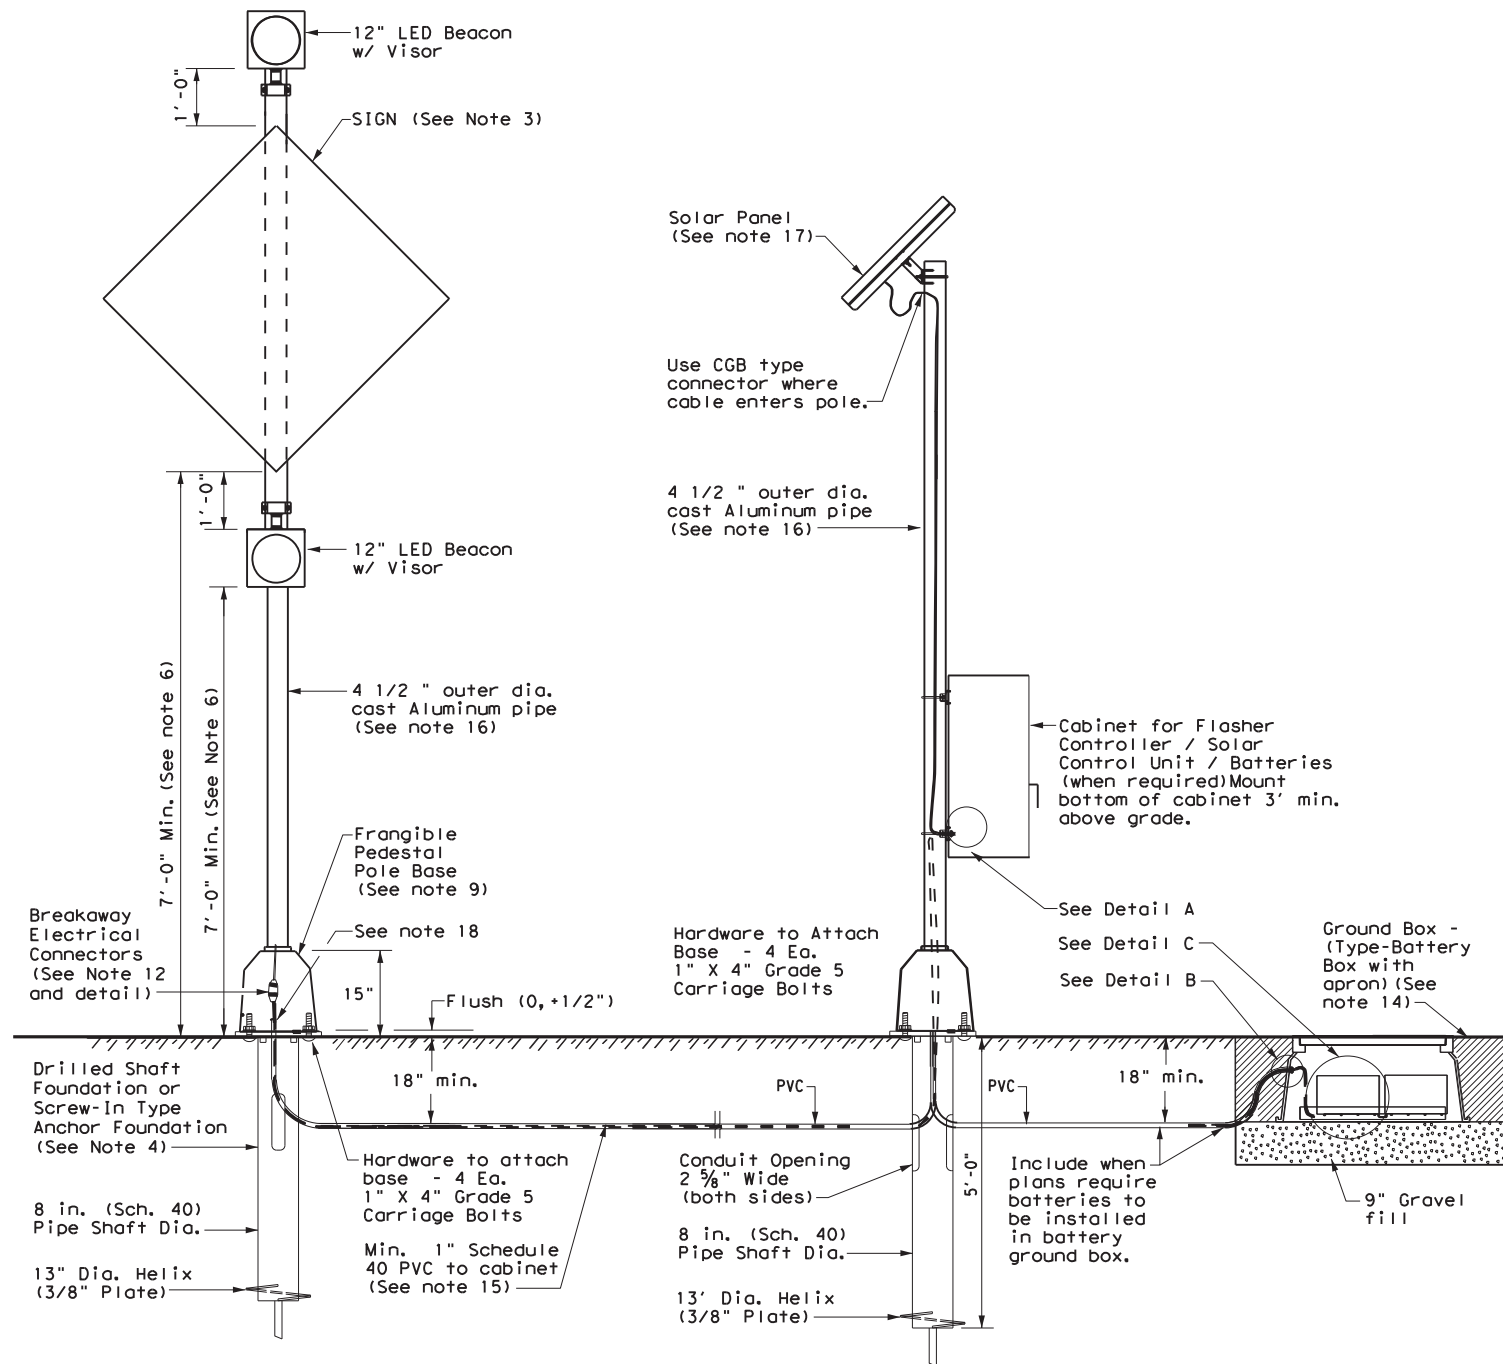 12" LED Beacon
w/ Visor
1'-0"
SIGN (See Note 3)
1'-0"
12" LED Beacon
w/ Visor
7'-0" Min. (See note 6)
7'-0" Min. (See Note 6)
4 1/2 " outer dia.
cast Aluminum pipe
(See note 16)
Frangible
Pedestal
Pole Base
(See note 9)
See note 18
Breakaway
Electrical
Connectors
(See Note 12
and detail)
15"
Flush (0, +1/2")
Drilled Shaft
Foundation or
Screw-In Type
Anchor Foundation
(See Note 4)
18" min.
8 in. (Sch. 40)
Pipe Shaft Dia.
13" Dia. Helix
(3/8" Plate)
Hardware to attach
base - 4 Ea.
1" X 4" Grade 5
Carriage Bolts
Min. 1" Schedule
40 PVC to cabinet
(See note 15)
Solar Panel
(See note 17)
Use CGB type
connector where
cable enters pole.
4 1/2 " outer dia.
cast Aluminum pipe
(See note 16)
Cabinet for Flasher
Controller / Solar
Control Unit / Batteries
(when required)Mount
bottom of cabinet 3' min.
above grade.
See Detail A
See Detail C
See Detail B
Hardware to Attach
Base - 4 Ea.
1" X 4" Grade 5
Carriage Bolts
Ground Box -
(Type-Battery
Box with
apron) (See
note 14)
PVC
PVC
18" min.
Conduit Opening
2 ⅝" Wide
(both sides)
5'-0"
8 in. (Sch. 40)
Pipe Shaft Dia.
13' Dia. Helix
(3/8" Plate)
Include when
plans require
batteries to
be installed
in battery
ground box.
9" Gravel
fill